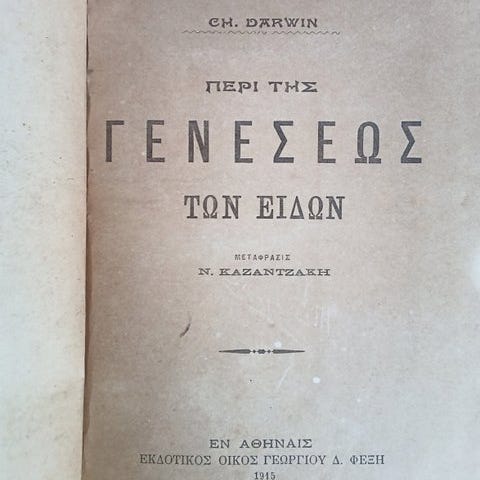 CH. DARWIN
ΠΕΡΙ ΤΗΣ
ΓΕΝΕΣΕΩΣ
ΤΩΝ ΕΙΔΩΝ
ΜΕΤΑΦΡΑΣΙΣ
Ν. ΚΑΖΑΝΤΖΑΚΗ
ΕΝ ΑΘΗΝΑΙΣ
ΕΚΔΟΤΙΚΟΣ ΟΙΚΟΣ ΓΕΩΡΓΙΟΥ Δ. ΦΕΞΗ
1915